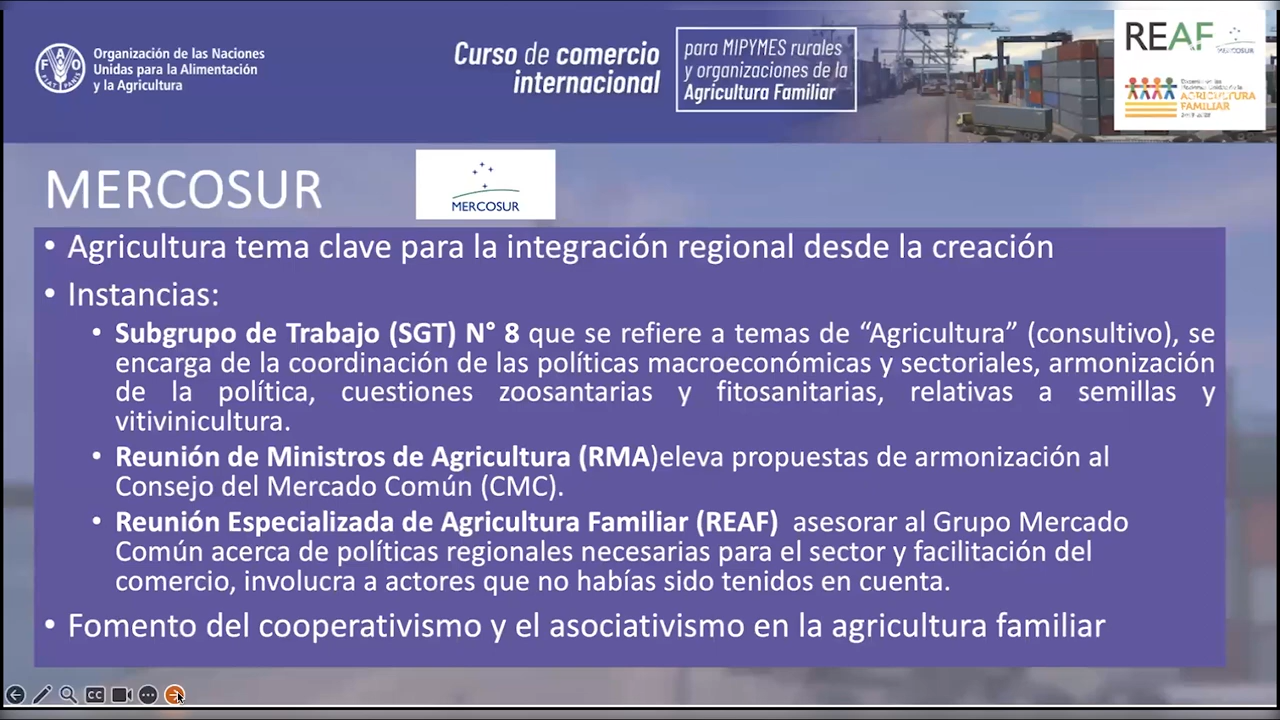 Organización de las Naciones
Unidas para la Alimentación
y la Agricultura
Curso de comercio
internacional
para MIPYMES rurales
y organizaciones de la
Agricultura Familiar
REAF
MERCOSUR
AGRICULTURA
FAMILIAR
MERCOSUR
MERCOSUR
• Agricultura tema clave para la integración regional desde la creación
• Instancias:
• Subgrupo de Trabajo (SGT) N° 8 que se refiere a temas de “Agricultura” (consultivo), se
encarga de la coordinación de las políticas macroeconómicas y sectoriales, armonización
de la política, cuestiones zoosantarias y fitosanitarias, relativas a semillas y
vitivinicultura.
• Reunión de Ministros de Agricultura (RMA)eleva propuestas de armonización al
Consejo del Mercado Común (CMC).
• Reunión Especializada de Agricultura Familiar (REAF) asesorar al Grupo Mercado
Común acerca de políticas regionales necesarias para el sector y facilitación del
comercio, involucra a actores que no habías sido tenidos en cuenta.
• Fomento del cooperativismo y el asociativismo en la agricultura familiar
CC